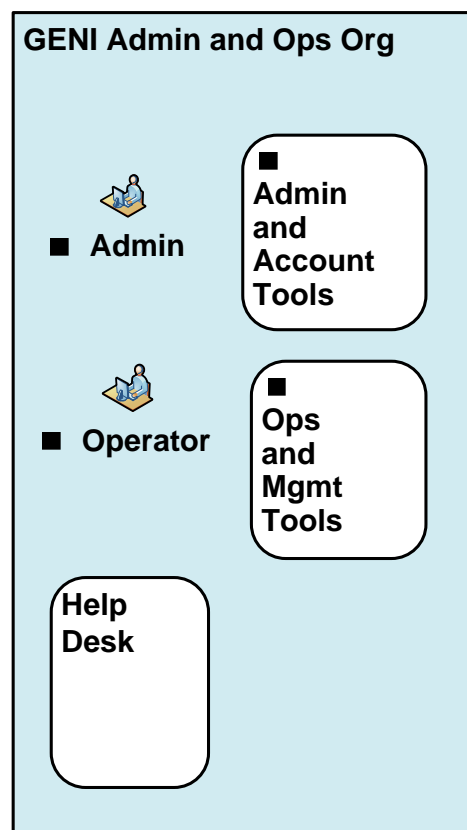 GENI Admin and Ops Org
■
Admin
and
Account
Tools
■ Admin
■
Ops
and
Mgmt
Tools
■ Operator
Help
Desk